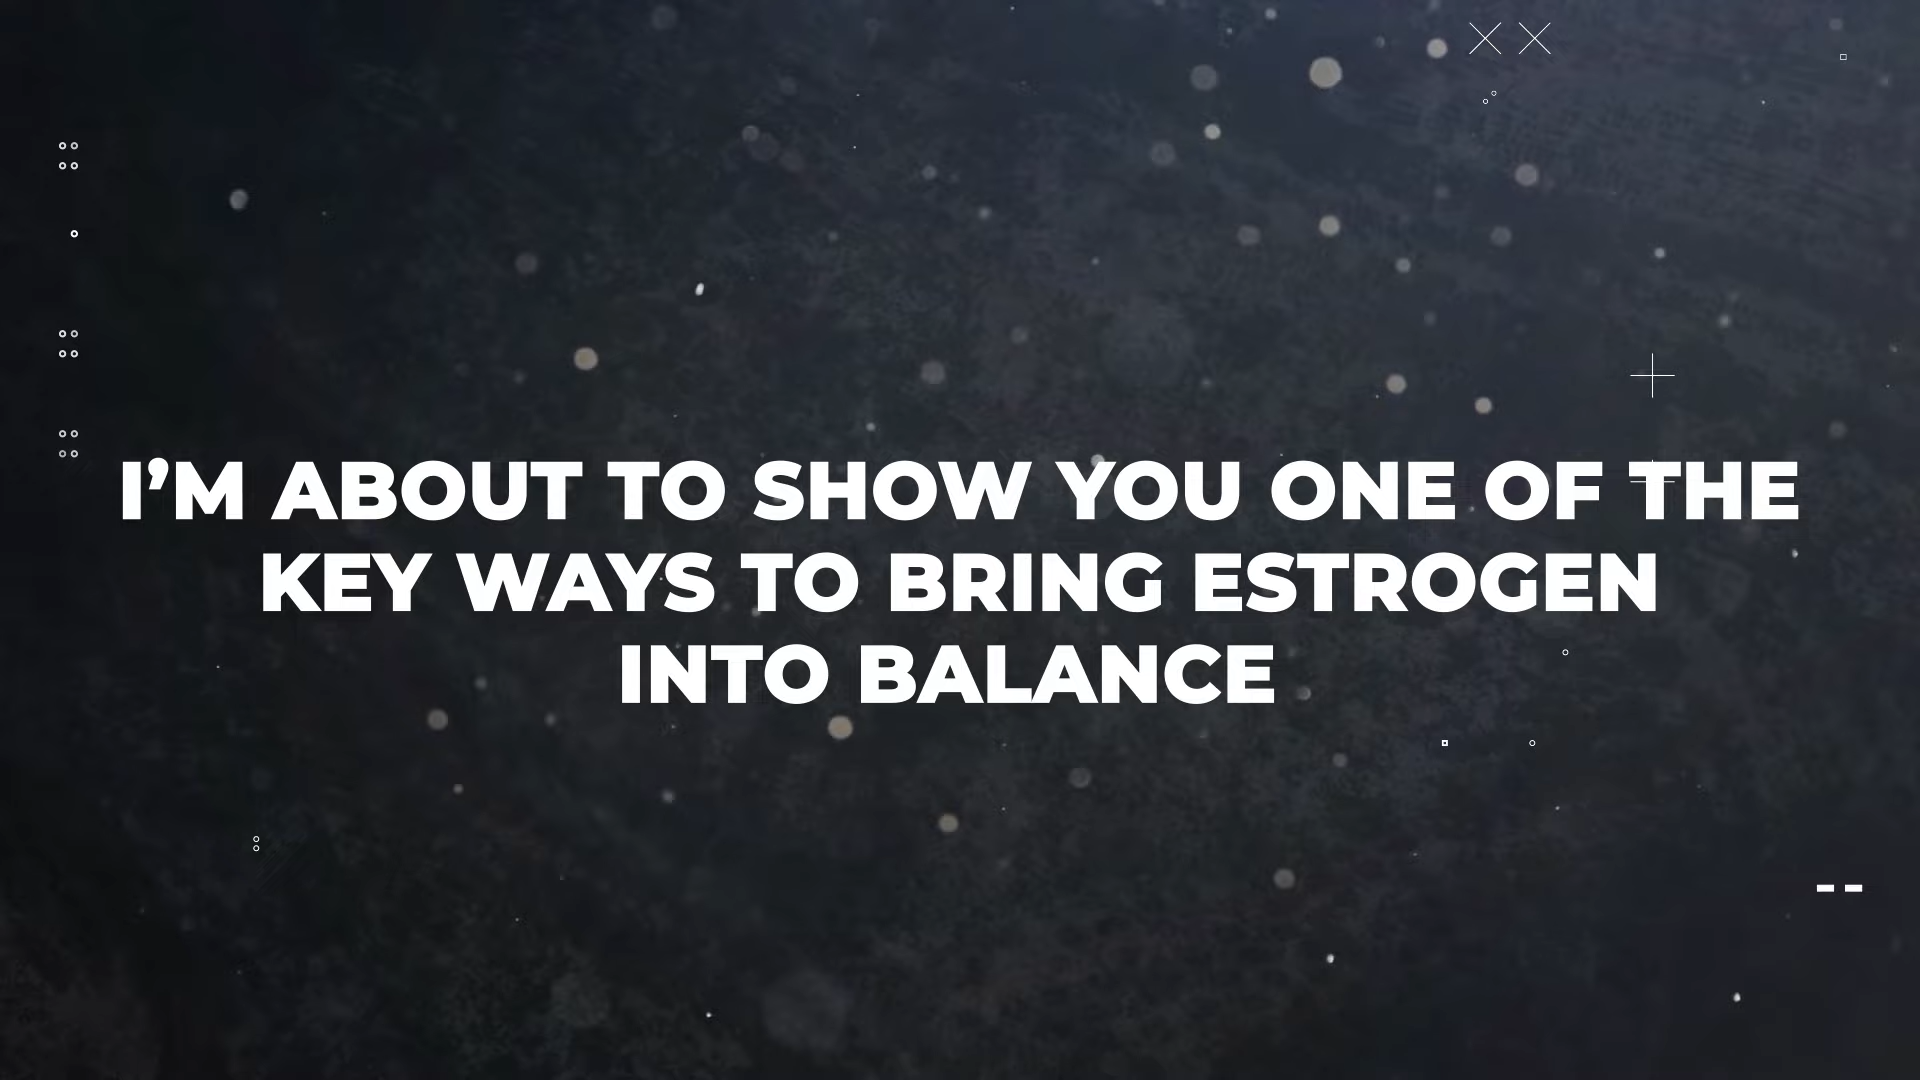 I’M ABOUT TO SHOW YOU ONE OF THE
KEY WAYS TO BRING ESTROGEN
INTO BALANCE